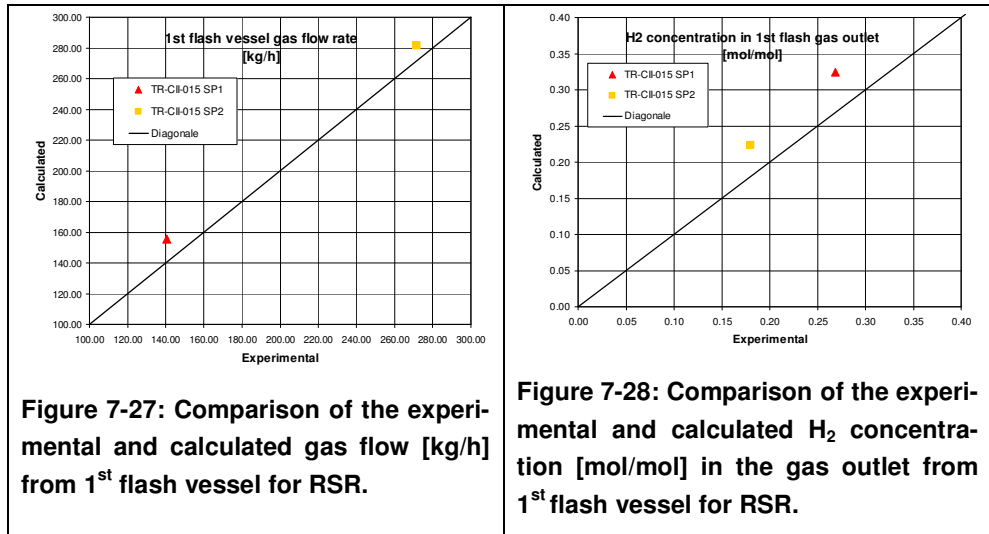 1st flash vessel gas flow rate
[kg/h]
300.00
280.00
260.00
240.00
220.00
200.00
180.00
160.00
140.00
120.00
100.00
Calculated
TR-CII-015 SP1
TR-CII-015 SP2
Diagonale
100.00 120.00 140.00 160.00 180.00 200.00 220.00 240.00 260.00 280.00 300.00
Experimental
Figure 7-27: Comparison of the experi-
mental and calculated gas flow [kg/h]
from 1st flash vessel for RSR.
H2 concentration in 1st flash gas outlet
[mol/mol]
0.40
0.35
0.30
0.25
0.20
0.15
0.10
0.05
0.00
Calculated
TR-CII-015 SP1
TR-CII-015 SP2
Diagonale
0.00 0.05 0.10 0.15 0.20 0.25 0.30 0.35 0.40
Experimental
Figure 7-28: Comparison of the experi-
mental and calculated H2 concentra-
tion [mol/mol] in the gas outlet from
1st flash vessel for RSR.